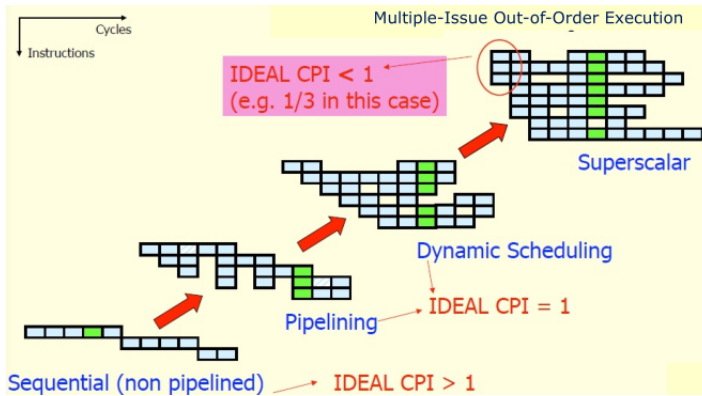 Multiple-Issue Out-of-Order Execution
Cycles
Instructions
IDEAL CPI < 1
(e.g. 1/3 in this case)
Superscalar
Dynamic Scheduling
IDEAL CPI = 1
Pipelining
Sequential (non pipelined)
IDEAL CPI > 1